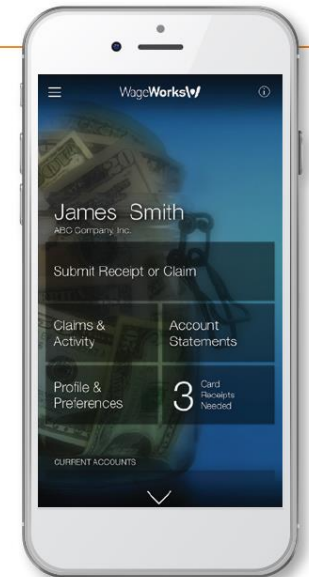 WageWorks
James Smith
ABC Company, Inc.
Submit Receipt or Claim
Claims &
Activity
Account
Statements
Profile &
Preferences
3 Card
Receipts
Needed
CURRENT ACCOUNTS